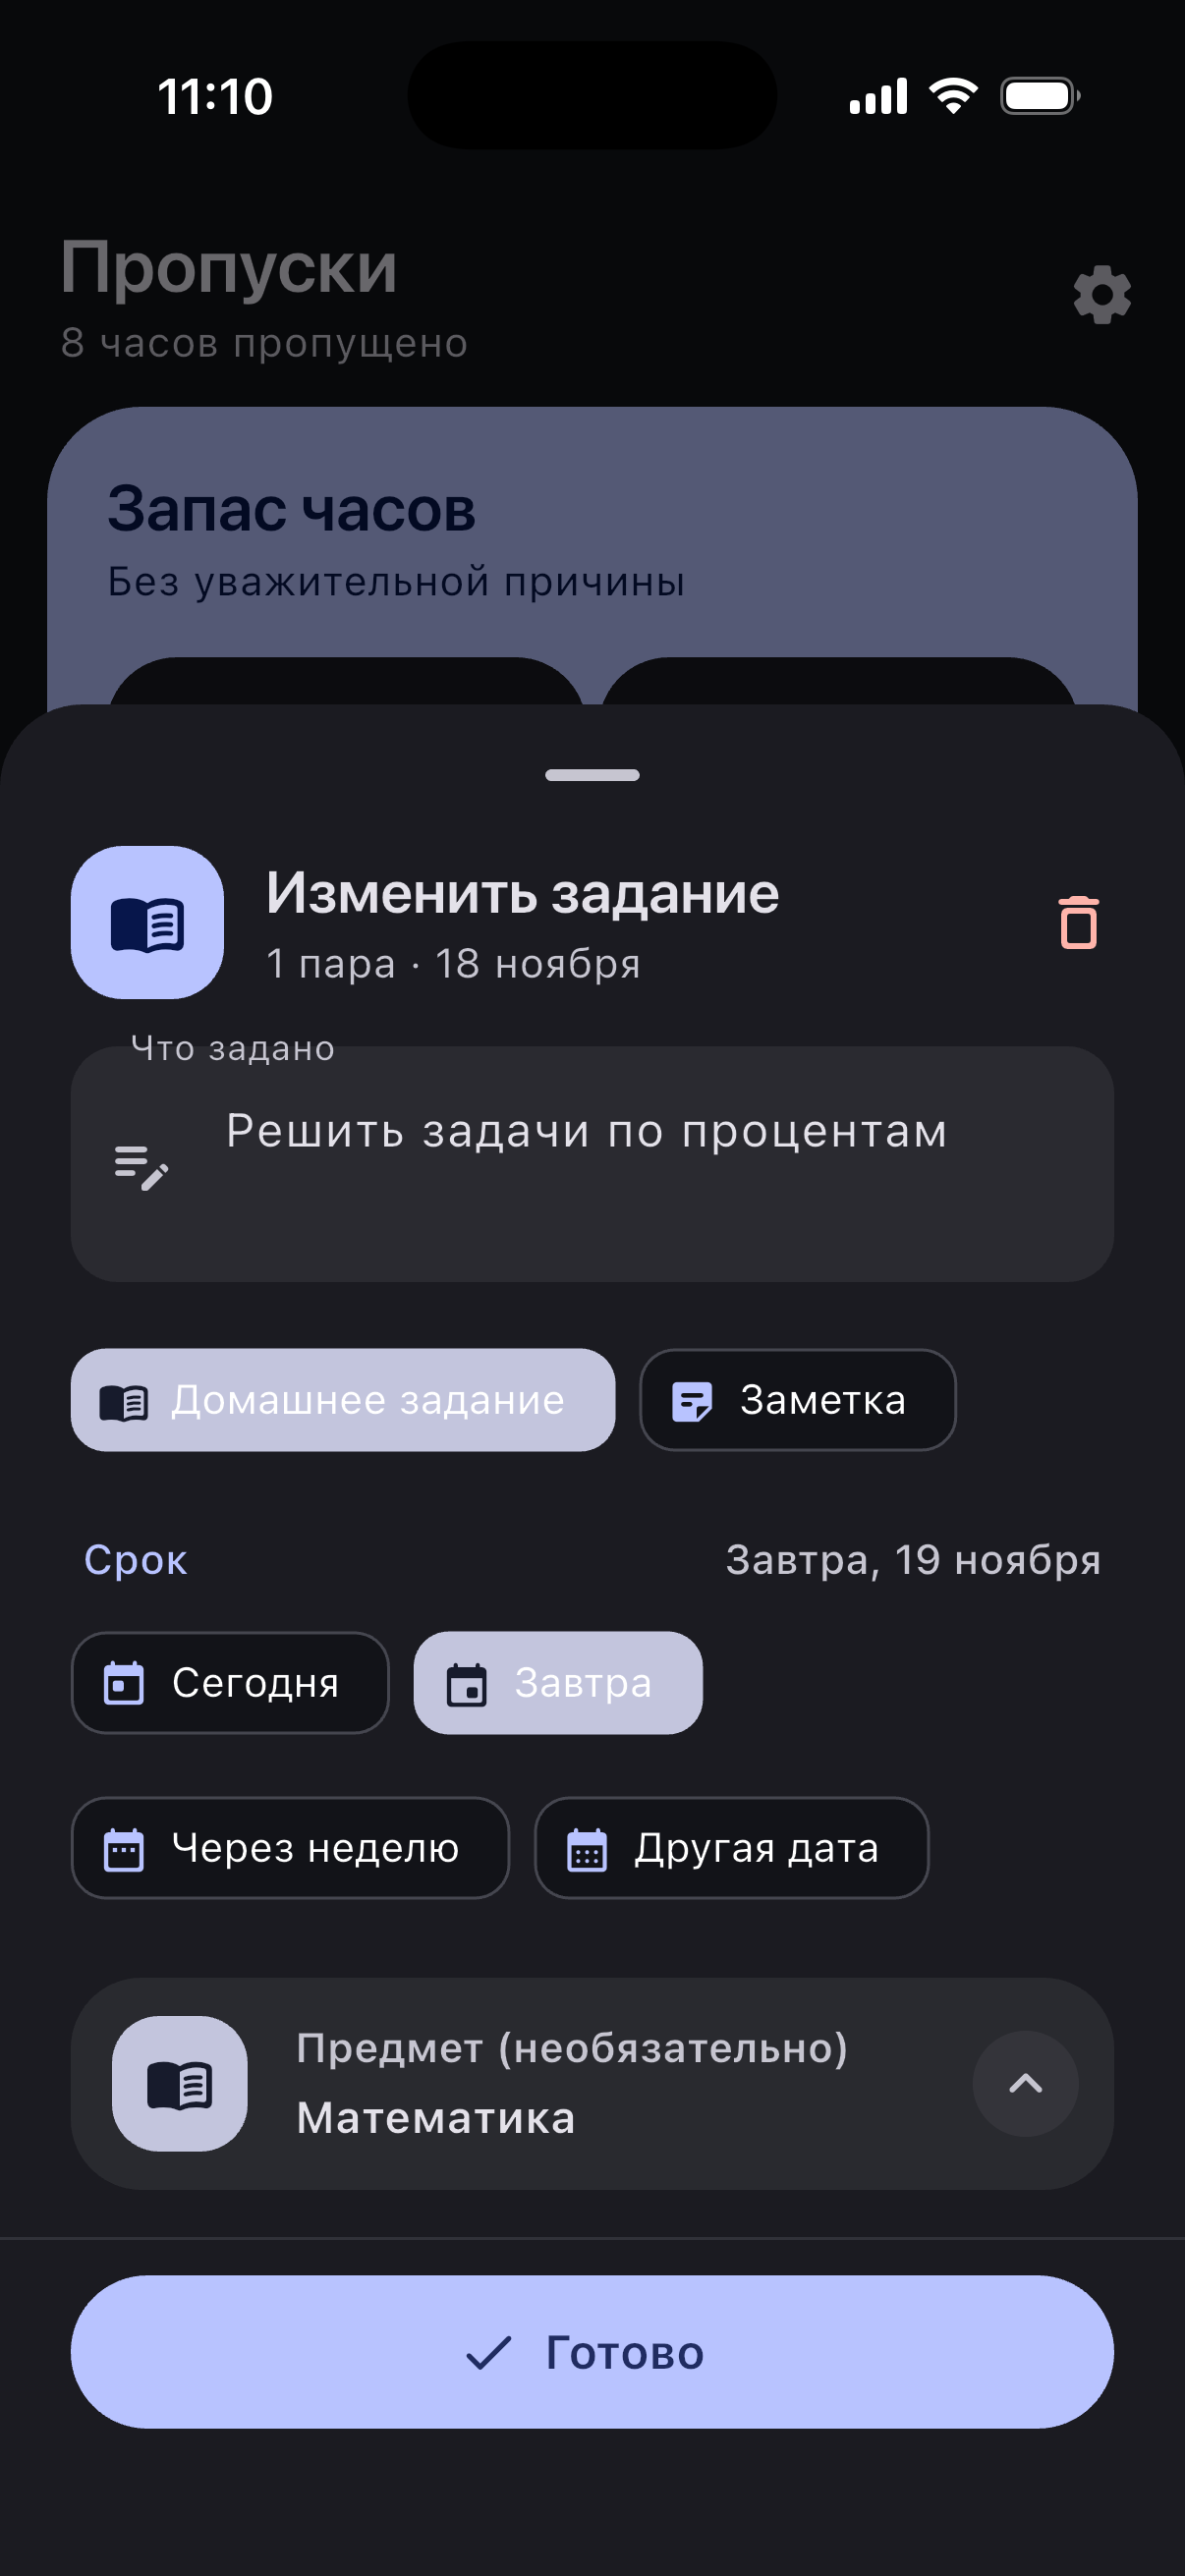 11:10
Пропуски
8 часов пропущено
Запас часов
Без уважительной причины
Изменить задание
1 пара · 18 ноября
Что задано
Решить задачи по процентам
Домашнее задание
Заметка
Срок
Завтра, 19 ноября
Сегодня
Завтра
Через неделю
Другая дата
Предмет (необязательно)
Математика
Готово